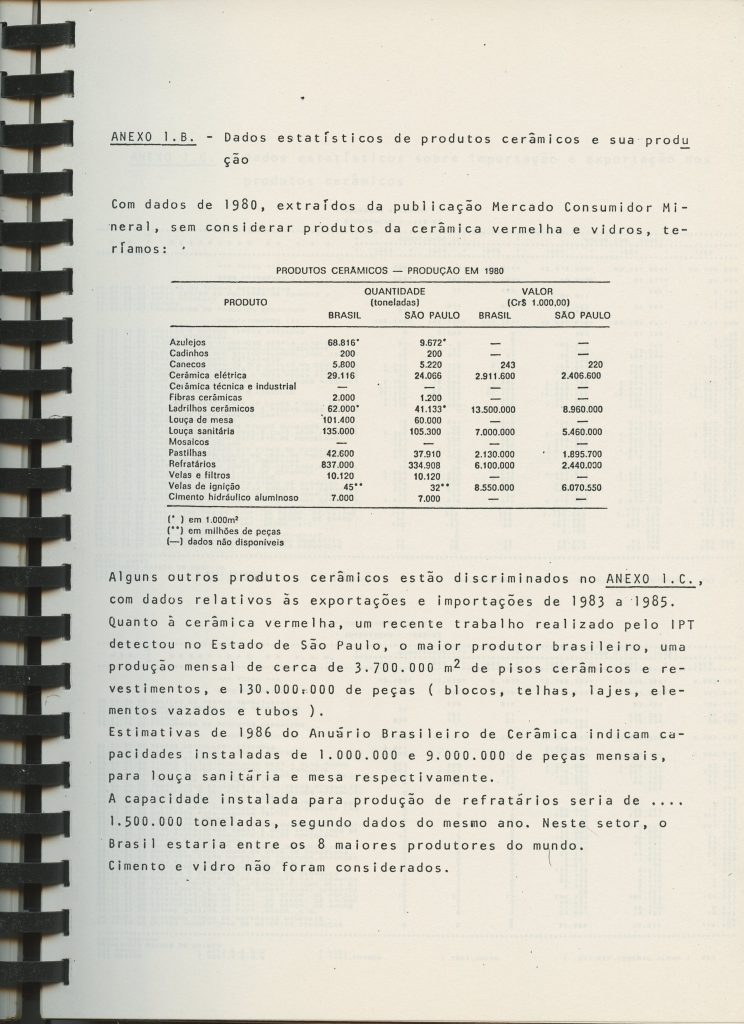 ANEXO I.B. - Dados estatísticos de produtos cerâmicos e sua produ
ção
Com dados de 1980, extraídos da publicação Mercado Consumidor Mi-
neral, sem considerar produtos da cerâmica vermelha e vidros, te-
ríamos:
PRODUTOS CERÂMICOS — PRODUÇÃO EM 1980
PRODUTO QUANTIDADE (toneladas) VALOR (Cr$ 1.000,00)
BRASIL SÃO PAULO BRASIL SÃO PAULO
Azulejos 68.816* 9.672* — —
Cadinhos 200 200 — —
Canecos 5.800 5.220 243 220
Cerâmica elétrica 29.116 24.066 2.911.600 2.406.600
Cerâmica técnica e industrial — — — —
Fibras cerâmicas 2.000 1.200 — —
Ladrilhos cerâmicos 62.000* 41.133* 13.500.000 8.960.000
Louça de mesa 101.400 60.000 — —
Louça sanitária 135.000 105.300 7.000.000 5.460.000
Mosaicos — — — —
Pastilhas 42.600 37.910 2.130.000 1.895.700
Refratários 837.000 334.908 6.100.000 2.440.000
Velas e filtros 10.120 10.120 — —
Velas de ignição 45** 32** 8.550.000 6.070.550
Cimento hidráulico aluminoso 7.000 7.000 — —
(*) em 1.000m²
(**) em milhões de peças
(—) dados não disponíveis
Alguns outros produtos cerâmicos estão discriminados no ANEXO I.C.,
com dados relativos às exportações e importações de 1983 a 1985.
Quanto à cerâmica vermelha, um recente trabalho realizado pelo IPT
detectou no Estado de São Paulo, o maior produtor brasileiro, uma
produção mensal de cerca de 3.700.000 m² de pisos cerâmicos e re-
vestimentos, e 130.000.000 de peças ( blocos, telhas, lajes, ele-
mentos vazados e tubos ).
Estimativas de 1986 do Anuário Brasileiro de Cerâmica indicam ca-
pacidades instaladas de 1.000.000 e 9.000.000 de peças mensais,
para louça sanitária e mesa respectivamente.
A capacidade instalada para produção de refratários seria de ....
1.500.000 toneladas, segundo dados do mesmo ano. Neste setor, o
Brasil estaria entre os 8 maiores produtores do mundo.
Cimento e vidro não foram considerados.